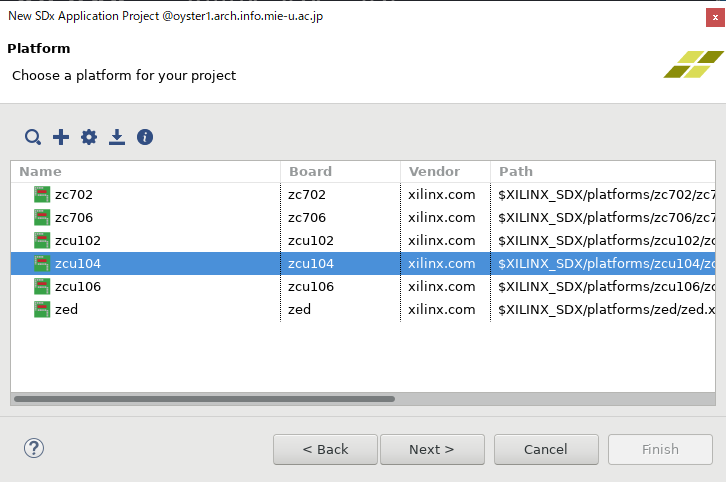 New SDx Application Project @oyster1.arch.info.mie-u.ac.jp
x
Platform
Choose a platform for your project
Name Board Vendor Path
zc702 zc702 xilinx.com $XILINX_SDX/platforms/zc702/zc7
zc706 zc706 xilinx.com $XILINX_SDX/platforms/zc706/zc7
zcu102 zcu102 xilinx.com $XILINX_SDX/platforms/zcu102/zc
zcu104 zcu104 xilinx.com $XILINX_SDX/platforms/zcu104/zc
zcu106 zcu106 xilinx.com $XILINX_SDX/platforms/zcu106/zc
zed zed xilinx.com $XILINX_SDX/platforms/zed/zed.x
? < Back Next > Cancel Finish